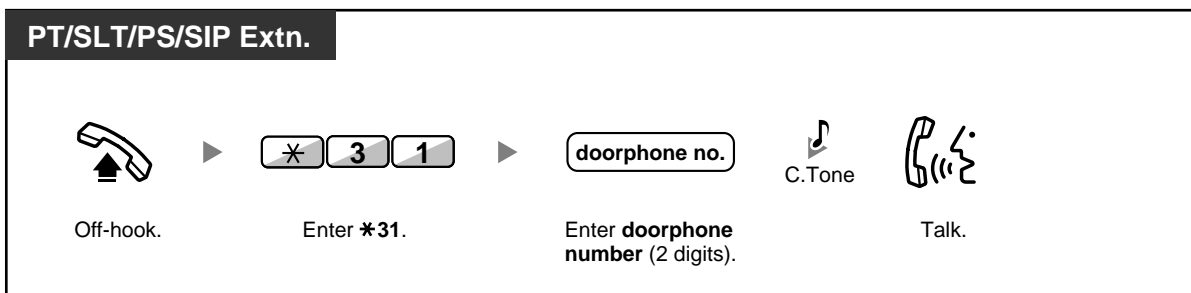 PT/SLT/PS/SIP Extn.
✳ 3 1
doorphone no.
C.Tone
Off-hook.
Enter ✳31.
Enter doorphone
number (2 digits).
Talk.